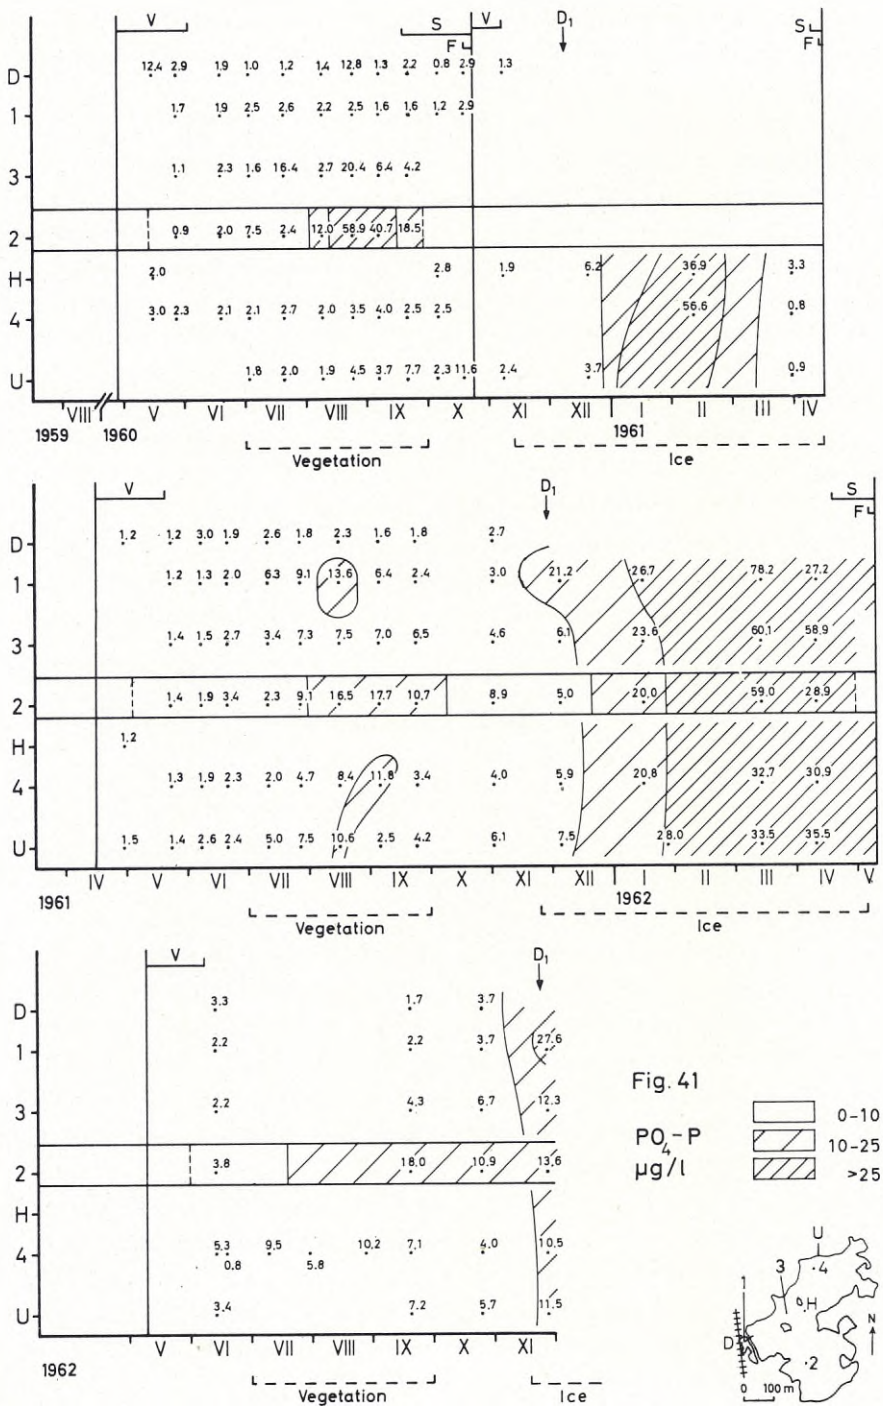 V S V D₁ S
F F
D 12.4 2.9 1.9 1.0 1.2 1.4 12.8 1.3 2.2 0.8 2.9 1.3
1 1.7 1.9 2.5 2.6 2.2 2.5 1.6 1.6 1.2 2.9
3 1.1 2.3 1.6 16.4 2.7 20.4 6.4 4.2
2 0.9 2.0 7.5 2.4 12.0 58.9 40.7 18.5
H 2.0 2.8 1.9 6.2 36.9 3.3
4 3.0 2.3 2.1 2.1 2.7 2.0 3.5 4.0 2.5 2.5 56.6 0.8
U 1.8 2.0 1.9 4.5 3.7 7.7 2.3 11.6 2.4 3.7 0.9
VIII V VI VII VIII IX X XI XII I II III IV
1959 1960 1961
Vegetation Ice
V D₁ S
F
D 1.2 1.2 3.0 1.9 2.6 1.8 2.3 1.6 1.8 2.7
1 1.2 1.3 2.0 6.3 9.1 13.6 6.4 2.4 3.0 21.2 26.7 78.2 27.2
3 1.4 1.5 2.7 3.4 7.3 7.5 7.0 6.5 4.6 6.1 23.6 60.1 58.9
2 1.4 1.9 3.4 2.3 9.1 16.5 17.7 10.7 8.9 5.0 20.0 59.0 28.9
H 1.2
4 1.3 1.9 2.3 2.0 4.7 8.4 11.8 3.4 4.0 5.9 20.8 32.7 30.9
U 1.5 1.4 2.6 2.4 5.0 7.5 10.6 2.5 4.2 6.1 7.5 28.0 33.5 35.5
IV V VI VII VIII IX X XI XII I II III IV V
1961 1962
Vegetation Ice
V D₁
D 3.3 1.7 3.7
1 2.2 2.2 3.7 27.6
3 2.2 4.3 6.7 12.3
2 3.8 18.0 10.9 13.6
H
4 5.3 9.5 10.2 7.1 4.0 10.5
0.8 5.8
U 3.4 7.2 5.7 11.5
V VI VII VIII IX X XI
1962
Vegetation Ice
Fig. 41
PO₄-P
µg/l
0-10
10-25
>25
U
1 3 4
H
N
D
2
0 100 m